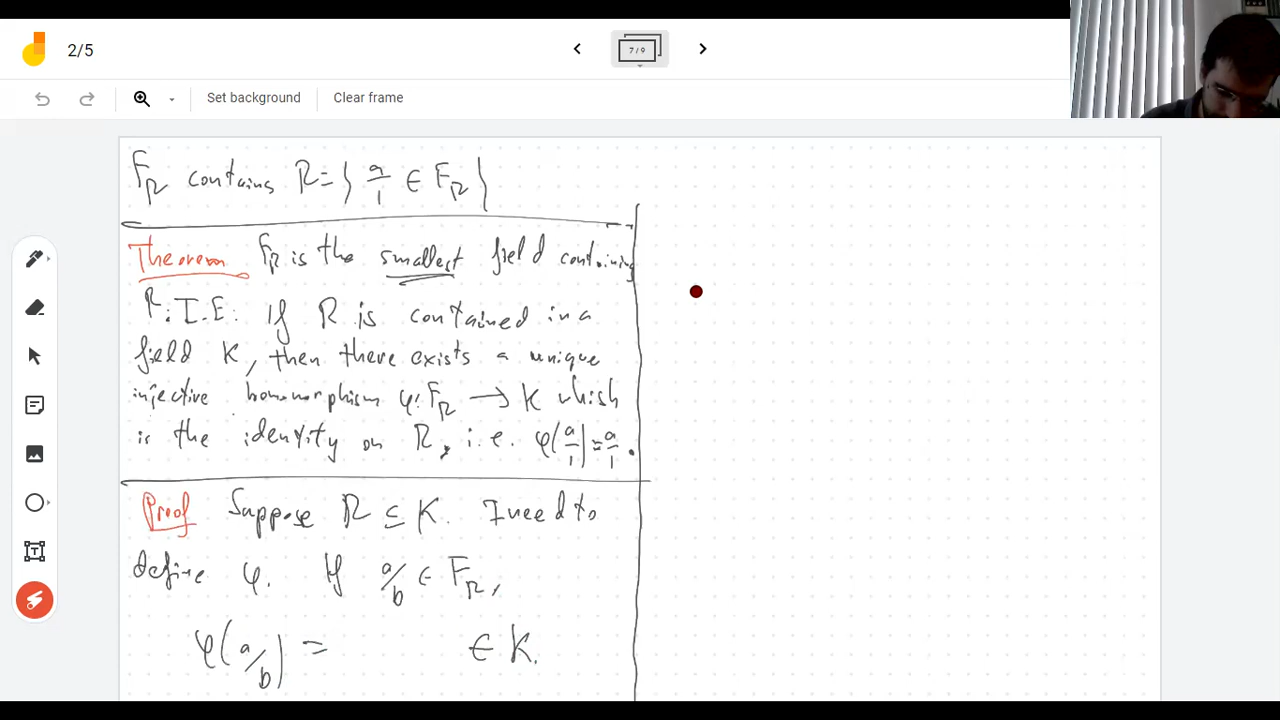 2/5
7 / 9
Set background
Clear frame
F_R contains R = { a/1 ∈ F_R }
Theorem F_R is the smallest field containing
R. I.E. If R is contained in a
field K, then there exists a unique
injective homomorphism φ: F_R → K which
is the identity on R, i.e. φ(a/1) = a/1.
Proof Suppose R ⊆ K. I need to
define φ. If a/b ∈ F_R,
φ(a/b) = ∈ K.